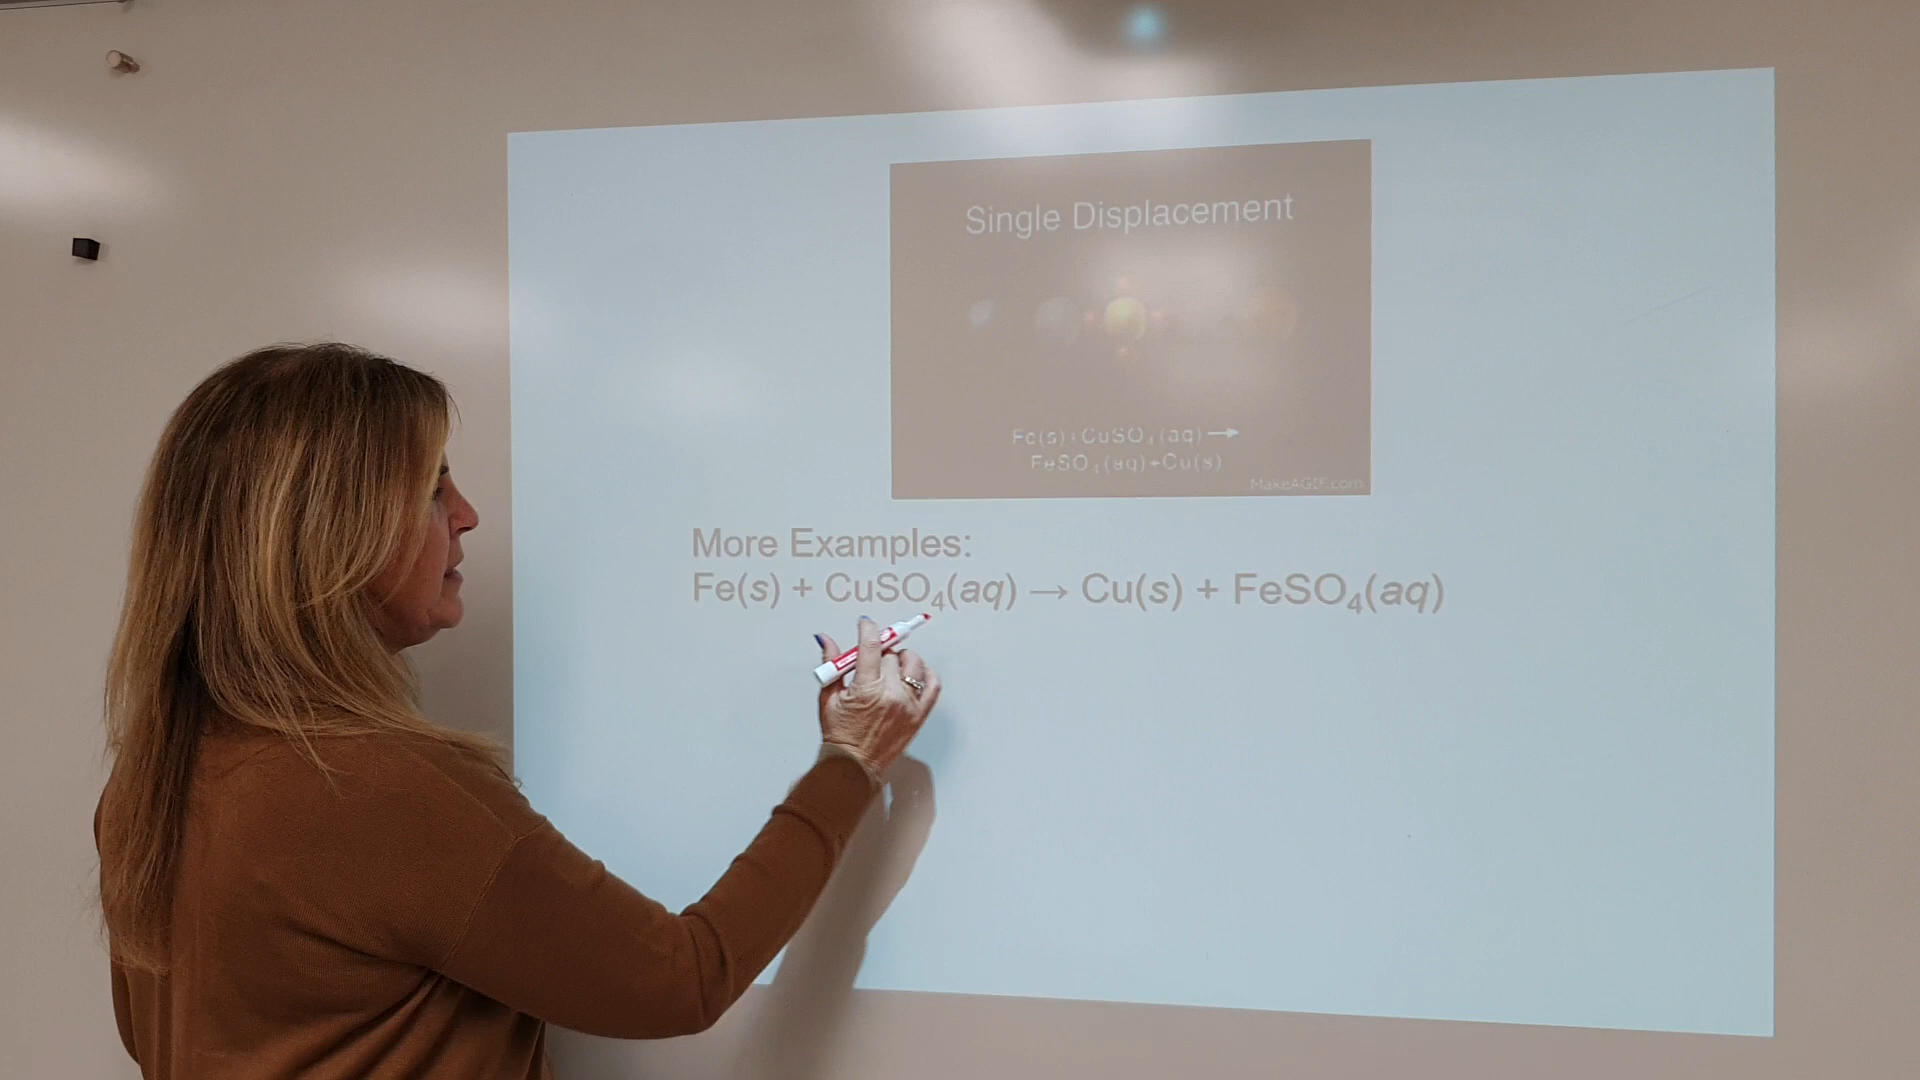 Single Displacement
Fe(s)+CuSO₄(aq)→
FeSO₄(aq)+Cu(s)
MakeAGIF.com
More Examples:
Fe(s) + CuSO₄(aq) → Cu(s) + FeSO₄(aq)